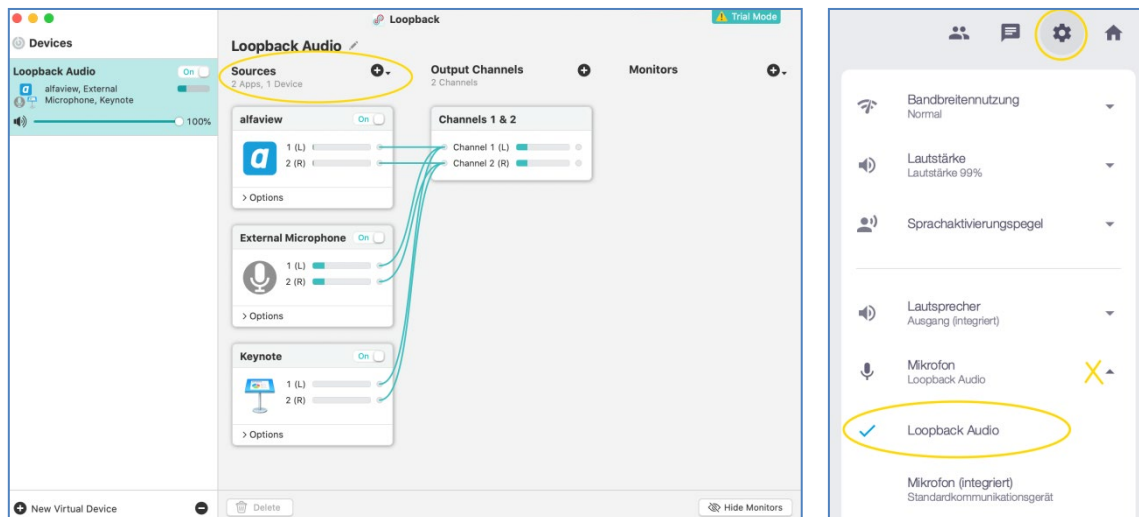 Loopback
Trial Mode
Devices
Loopback Audio
On
alfaview, External
Microphone, Keynote
100%
New Virtual Device
Loopback Audio
Sources
2 Apps, 1 Device
Output Channels
2 Channels
Monitors
alfaview
On
1 (L)
2 (R)
> Options
Channels 1 & 2
Channel 1 (L)
Channel 2 (R)
External Microphone
On
1 (L)
2 (R)
> Options
Keynote
On
1 (L)
2 (R)
> Options
Delete
Hide Monitors
Bandbreitennutzung
Normal
Lautstärke
Lautstärke 99%
Sprachaktivierungspegel
Lautsprecher
Ausgang (integriert)
Mikrofon
Loopback Audio
X
Loopback Audio
Mikrofon (integriert)
Standardkommunikationsgerät